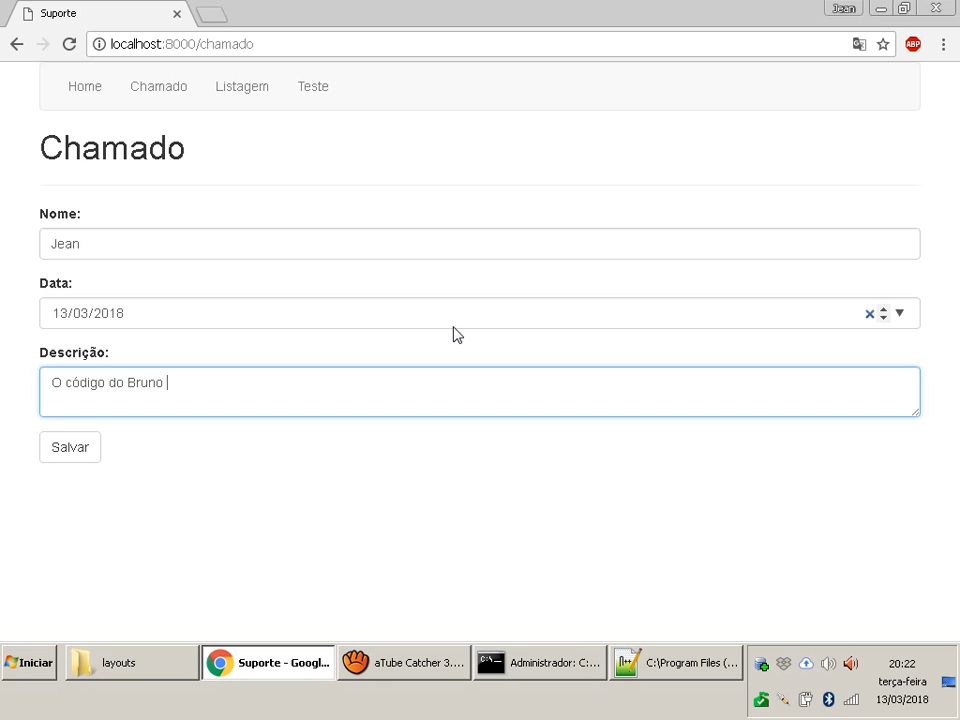 Suporte
Jean
localhost:8000/chamado
ABP
Home Chamado Listagem Teste
Chamado
Nome:
Jean
Data:
13/03/2018
Descrição:
O código do Bruno
Salvar
Iniciar
layouts
Suporte - Googl...
aTube Catcher 3....
C:\.
Administrador: C:...
C:\Program Files (...
20:22
terça-feira
13/03/2018